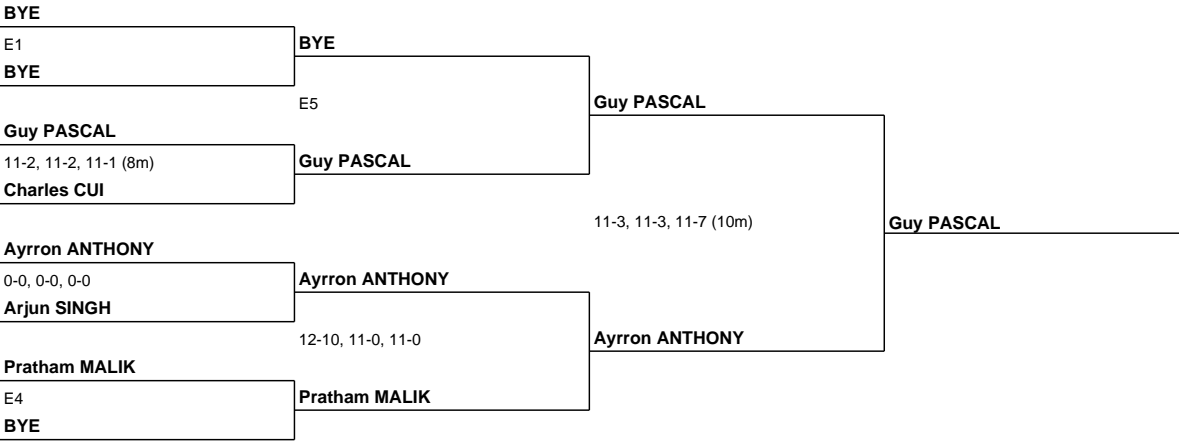 BYE
E1
BYE
BYE
E5
Guy PASCAL
Guy PASCAL
11-2, 11-2, 11-1 (8m)
Guy PASCAL
Charles CUI
11-3, 11-3, 11-7 (10m)
Guy PASCAL
Ayrron ANTHONY
0-0, 0-0, 0-0
Ayrron ANTHONY
Arjun SINGH
12-10, 11-0, 11-0
Ayrron ANTHONY
Pratham MALIK
E4
Pratham MALIK
BYE